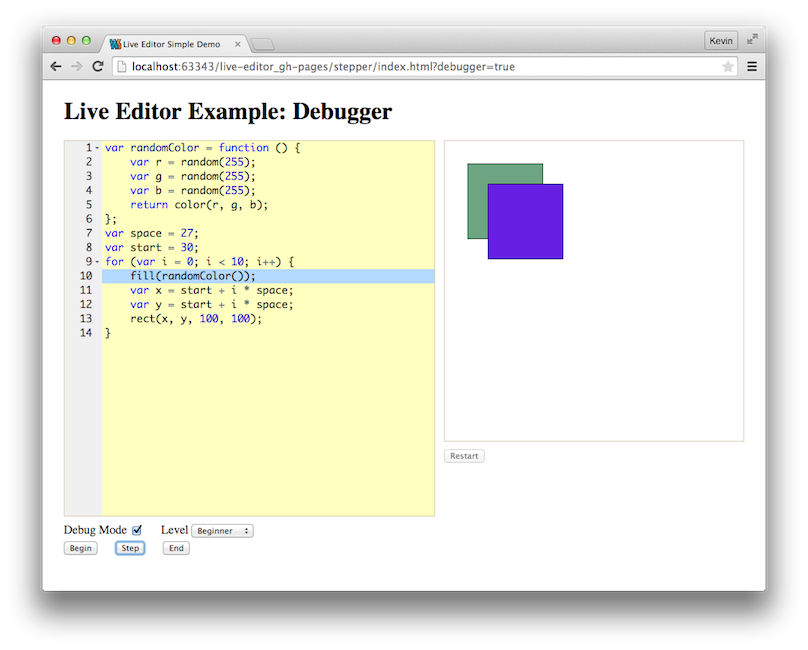 Live Editor Simple Demo
Kevin
localhost:63343/live-editor_gh-pages/stepper/index.html?debugger=true
Live Editor Example: Debugger
1 var randomColor = function () {
2 var r = random(255);
3 var g = random(255);
4 var b = random(255);
5 return color(r, g, b);
6 };
7 var space = 27;
8 var start = 30;
9 for (var i = 0; i < 10; i++) {
10 fill(randomColor());
11 var x = start + i * space;
12 var y = start + i * space;
13 rect(x, y, 100, 100);
14 }
Restart
Debug Mode Level Beginner
Begin Step End